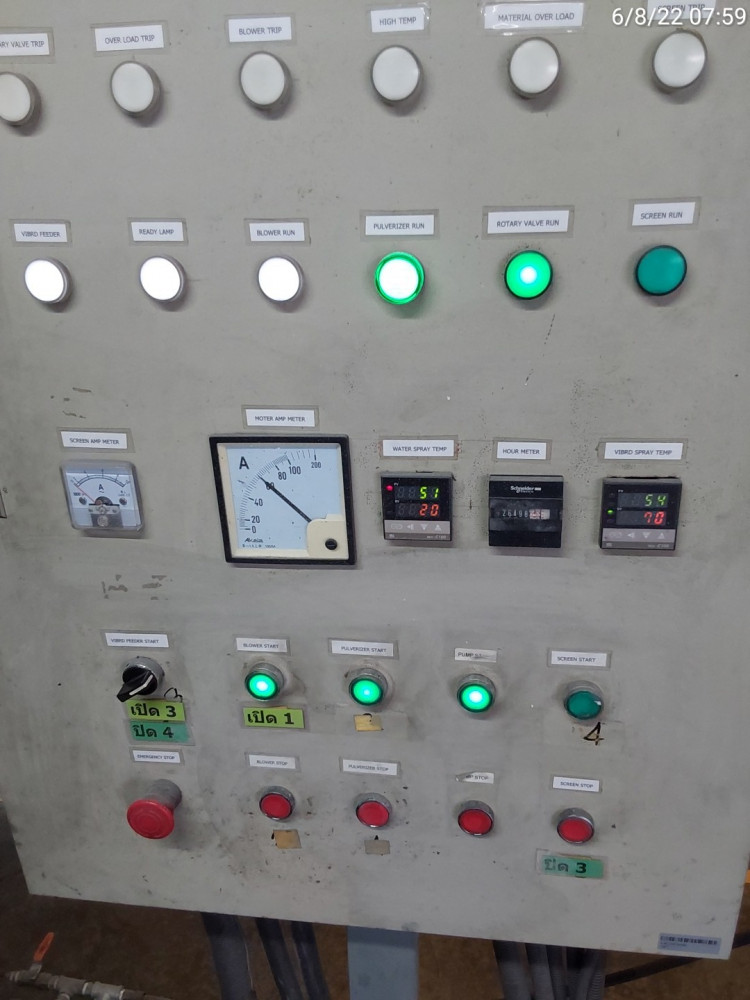 6/8/22 07:59
RY VALVE TRIP
OVER LOAD TRIP
BLOWER TRIP
HIGH TEMP
MATERIAL OVER LOAD
TRIP
VIBRO FEEDER
READY LAMP
BLOWER RUN
PULVERIZER RUN
ROTARY VALVE RUN
SCREEN RUN
SCREEN AMP METER
MOTER AMP METER
WATER SPRAY TEMP
HOUR METER
VIBRO SPRAY TEMP
A
A
0
20
40
60
80
100
200
51
20
Schneider
54
70
VIBRO FEEDER START
BLOWER START
PULVERIZER START
PUMP
SCREEN START
เปิด 3
ปิด 4
เปิด 1
4
EMERGENCY STOP
BLOWER STOP
PULVERIZER STOP
STOP
SCREEN STOP
ปิด 3